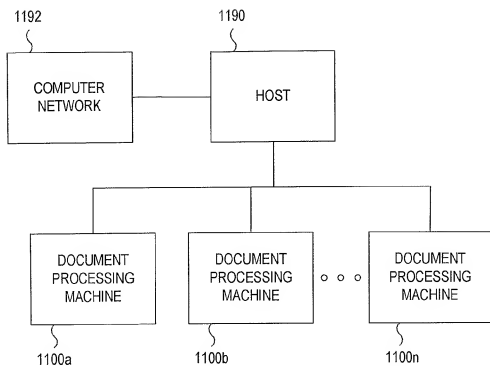 1192
1190
COMPUTER
NETWORK
HOST
DOCUMENT
PROCESSING
MACHINE
DOCUMENT
PROCESSING
MACHINE
DOCUMENT
PROCESSING
MACHINE
1100a
1100b
1100n